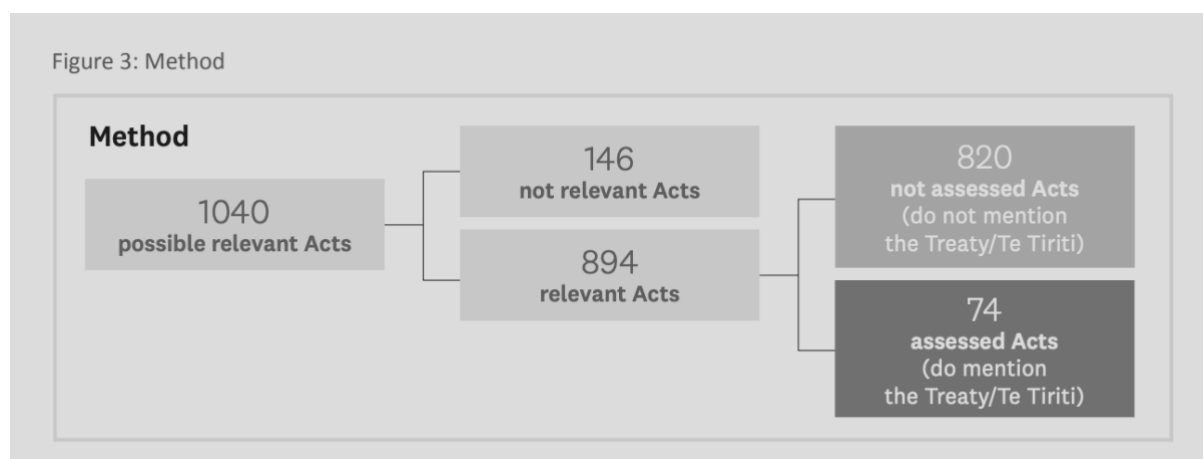 Figure 3: Method
Method
1040
possible relevant Acts
146
not relevant Acts
894
relevant Acts
820
not assessed Acts
(do not mention
the Treaty/Te Tiriti)
74
assessed Acts
(do mention
the Treaty/Te Tiriti)